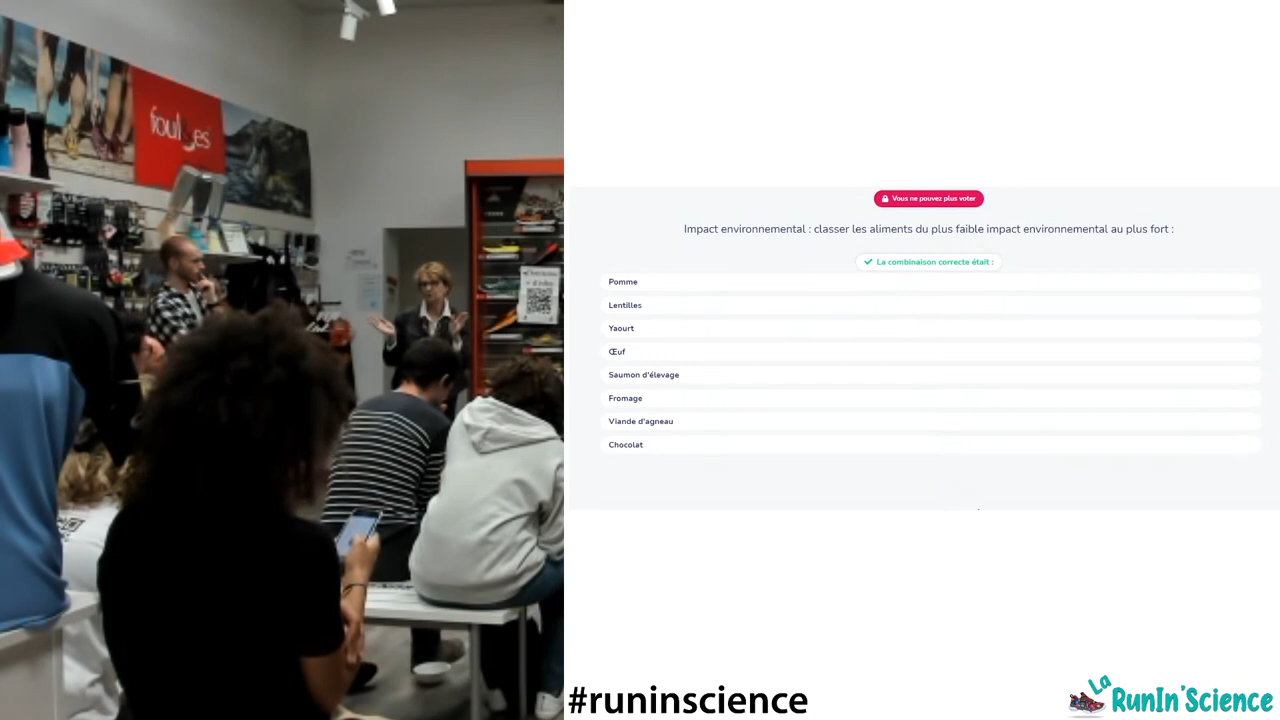 foulées
Vous ne pouvez plus voter
Impact environnemental : classer les aliments du plus faible impact environnemental au plus fort :
La combinaison correcte était :
Pomme
Lentilles
Yaourt
Œuf
Saumon d'élevage
Fromage
Viande d'agneau
Chocolat
#runinscience
La
RunIn'Science